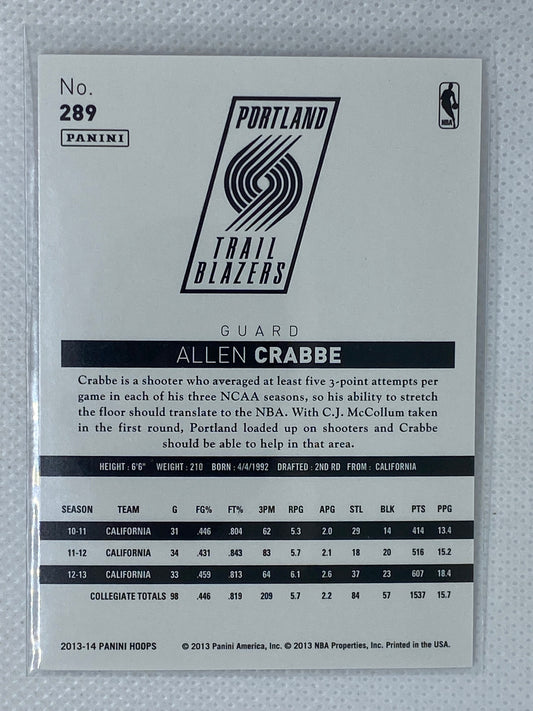 No.
289
PANINI
PORTLAND
TRAIL
BLAZERS
NBA
GUARD
ALLEN CRABBE
Crabbe is a shooter who averaged at least five 3-point attempts per
game in each of his three NCAA seasons, so his ability to stretch
the floor should translate to the NBA. With C.J. McCollum taken
in the first round, Portland loaded up on shooters and Crabbe
should be able to help in that area.
HEIGHT : 6'6" WEIGHT : 210 BORN : 4/4/1992 DRAFTED : 2ND RD FROM : CALIFORNIA
SEASON TEAM G FG% FT% 3PM RPG APG STL BLK PTS PPG
10-11 CALIFORNIA 31 .446 .804 62 5.3 2.0 29 14 414 13.4
11-12 CALIFORNIA 34 .431 .843 83 5.7 2.1 18 20 516 15.2
12-13 CALIFORNIA 33 .459 .813 64 6.1 2.6 37 23 607 18.4
COLLEGIATE TOTALS 98 .446 .819 209 5.7 2.2 84 57 1537 15.7
2013-14 PANINI HOOPS © 2013 Panini America, Inc. © 2013 NBA Properties, Inc. Printed in the USA.